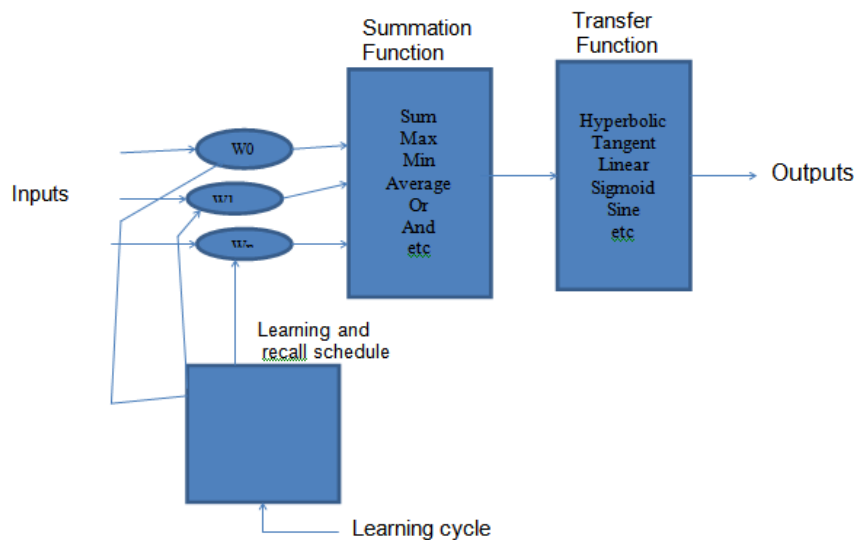 Summation
Function
Transfer
Function
Inputs
W0
Sum
Max
Min
Average
Or
And
etc
Hyperbolic
Tangent
Linear
Sigmoid
Sine
etc
Outputs
Learning and
recall schedule
Learning cycle